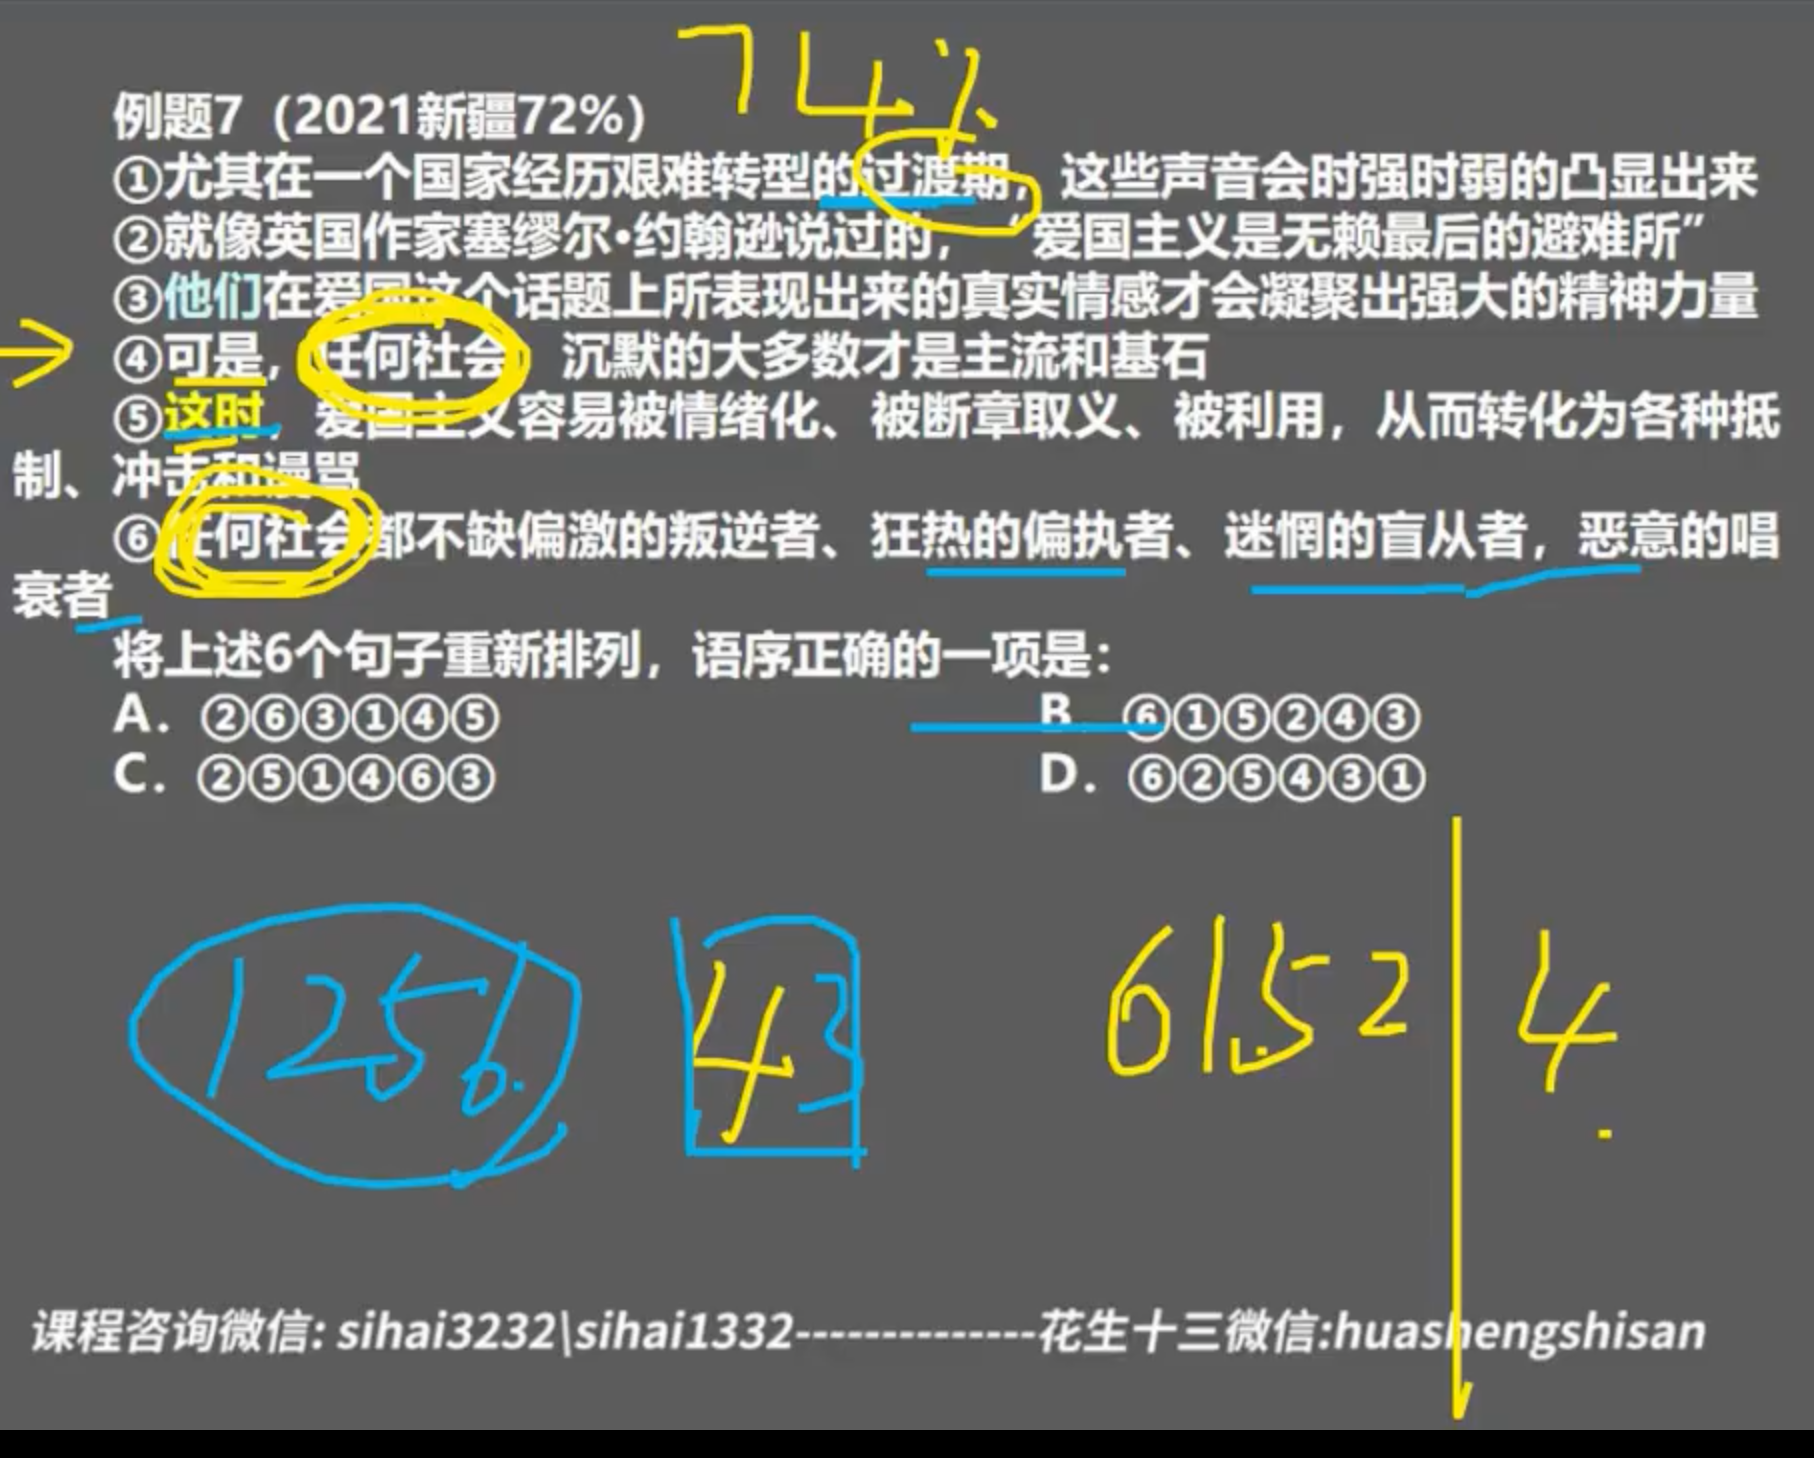 74%
例题7（2021新疆72%）
①尤其在一个国家经历艰难转型的过渡期，这些声音会时强时弱的凸显出来
②就像英国作家塞缪尔•约翰逊说过的，“爱国主义是无赖最后的避难所”
③他们在爱国这个话题上所表现出来的真实情感才会凝聚出强大的精神力量
④可是，任何社会 沉默的大多数才是主流和基石
⑤这时，爱国主义容易被情绪化、被断章取义、被利用，从而转化为各种抵
制、冲击和谩骂
⑥任何社会都不缺偏激的叛逆者、狂热的偏执者、迷惘的盲从者，恶意的唱
衰者
将上述6个句子重新排列，语序正确的一项是：
A. ②⑥③①④⑤ B. ⑥①⑤②④③
C. ②⑤①④⑥③ D. ⑥②⑤④③①
1256 43 6152 4
课程咨询微信: sihai3232\sihai1332--------------花生十三微信:huashengshisan